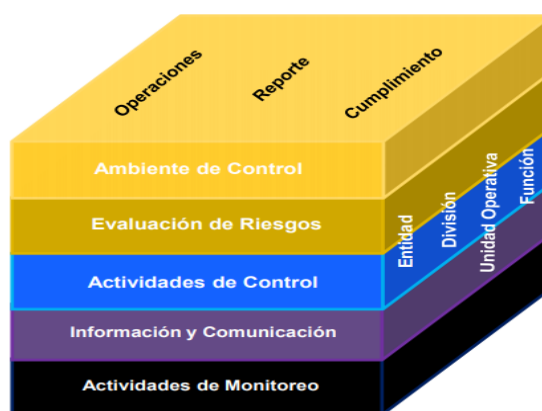 Operaciones
Reporte
Cumplimiento
Ambiente de Control
Evaluación de Riesgos
Actividades de Control
Información y Comunicación
Actividades de Monitoreo
Entidad
División
Unidad Operativa
Función